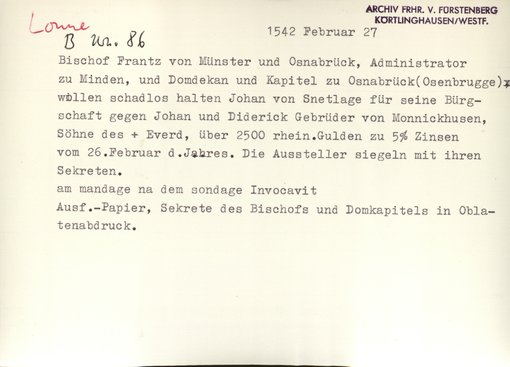 Lonne
B Nr. 86
ARCHIV FRHR. V. FÜRSTENBERG
KÖRTLINGHAUSEN/WESTF.
1542 Februar 27
Bischof Frantz von Münster und Osnabrück, Administrator
zu Minden, und Domdekan und Kapitel zu Osnabrück(Osenbrugge)
wollen schadlos halten Johan von Snetlage für seine Bürg-
schaft gegen Johan und Diderick Gebrüder von Monnickhusen,
Söhne des + Everd, über 2500 rhein.Gulden zu 5% Zinsen
vom 26.Februar d.Jahres. Die Aussteller siegeln mit ihren
Sekreten.
am mandage na dem sondage Invocavit
Ausf.-Papier, Sekrete des Bischofs und Domkapitels in Obla-
tenabdruck.